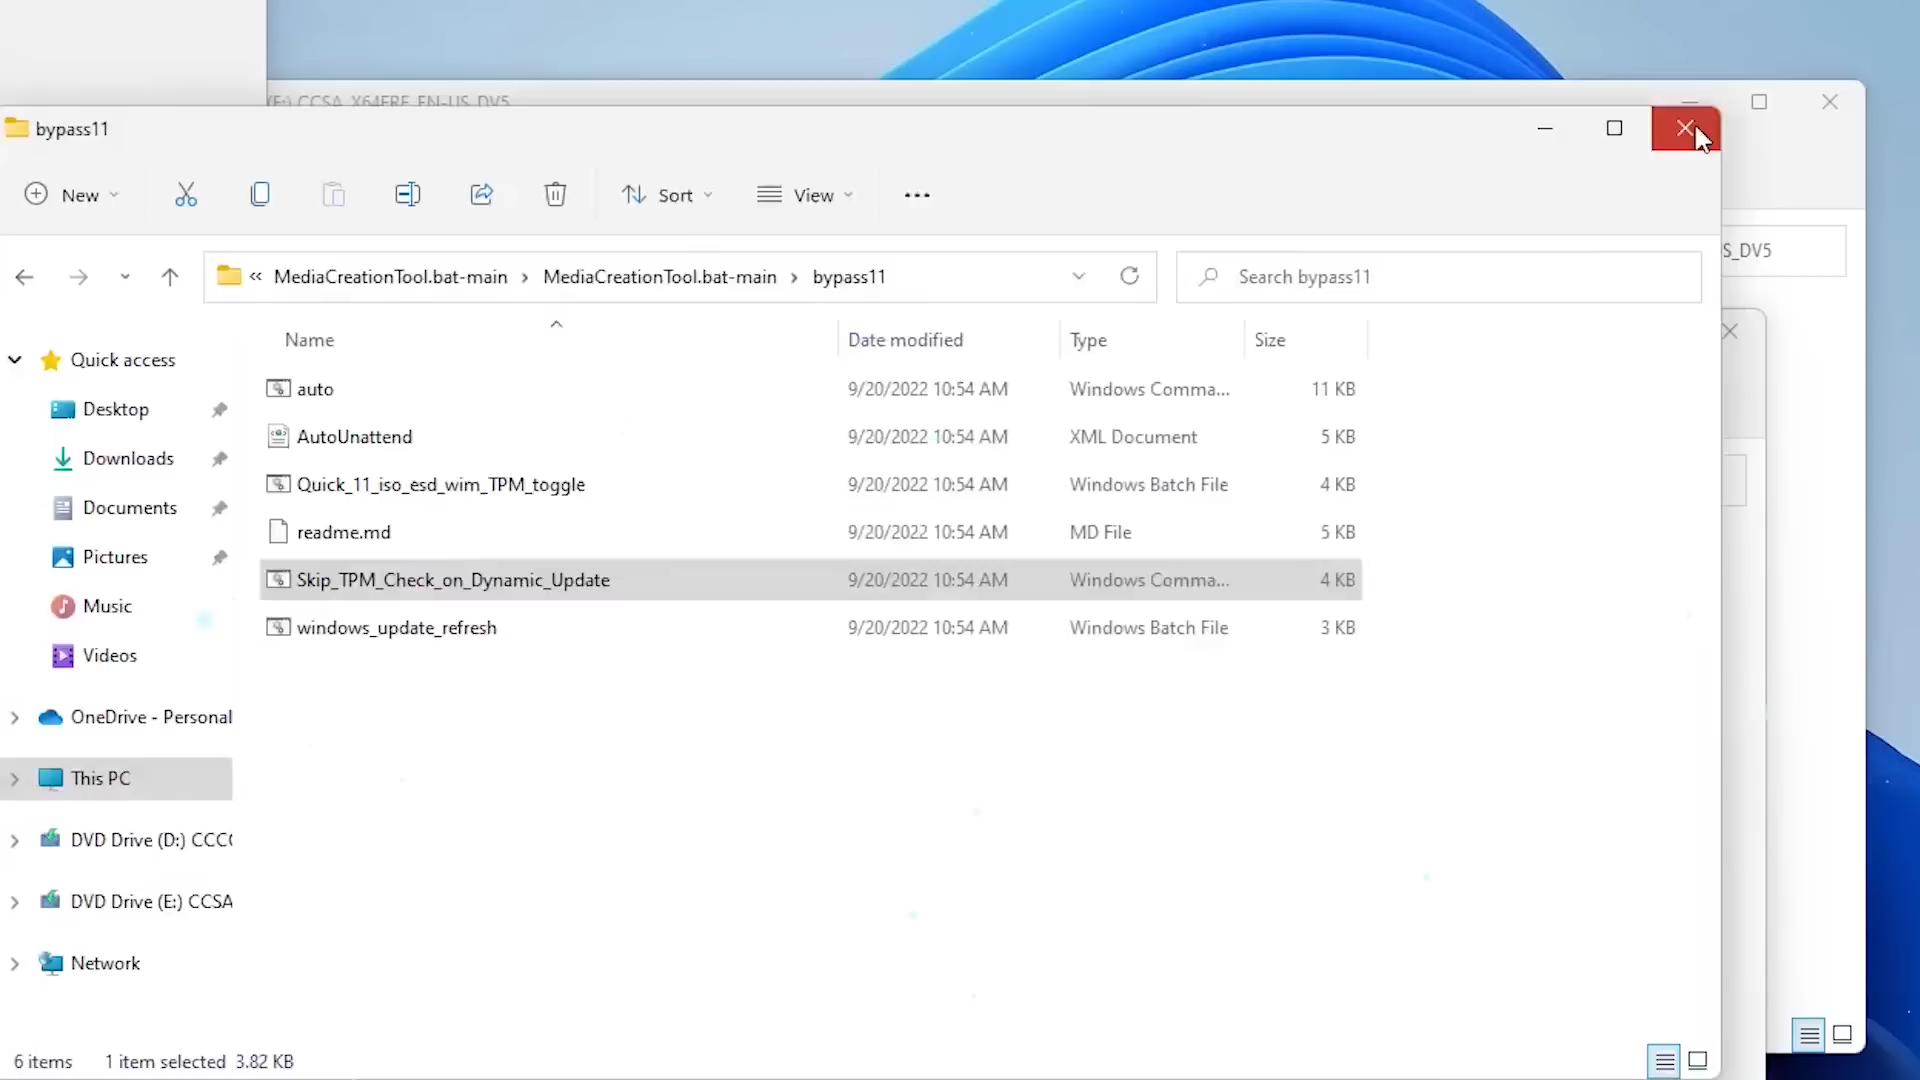 (E:) CCSA_X64FRE_EN-US_DV5
bypass11
New
Sort
View
S_DV5
« MediaCreationTool.bat-main > MediaCreationTool.bat-main > bypass11
Search bypass11
Name Date modified Type Size
Quick access
Desktop
Downloads
Documents
Pictures
Music
Videos
OneDrive - Personal
This PC
DVD Drive (D:) CCC
DVD Drive (E:) CCSA
Network
auto 9/20/2022 10:54 AM Windows Comma... 11 KB
AutoUnattend 9/20/2022 10:54 AM XML Document 5 KB
Quick_11_iso_esd_wim_TPM_toggle 9/20/2022 10:54 AM Windows Batch File 4 KB
readme.md 9/20/2022 10:54 AM MD File 5 KB
Skip_TPM_Check_on_Dynamic_Update 9/20/2022 10:54 AM Windows Comma... 4 KB
windows_update_refresh 9/20/2022 10:54 AM Windows Batch File 3 KB
6 items 1 item selected 3.82 KB